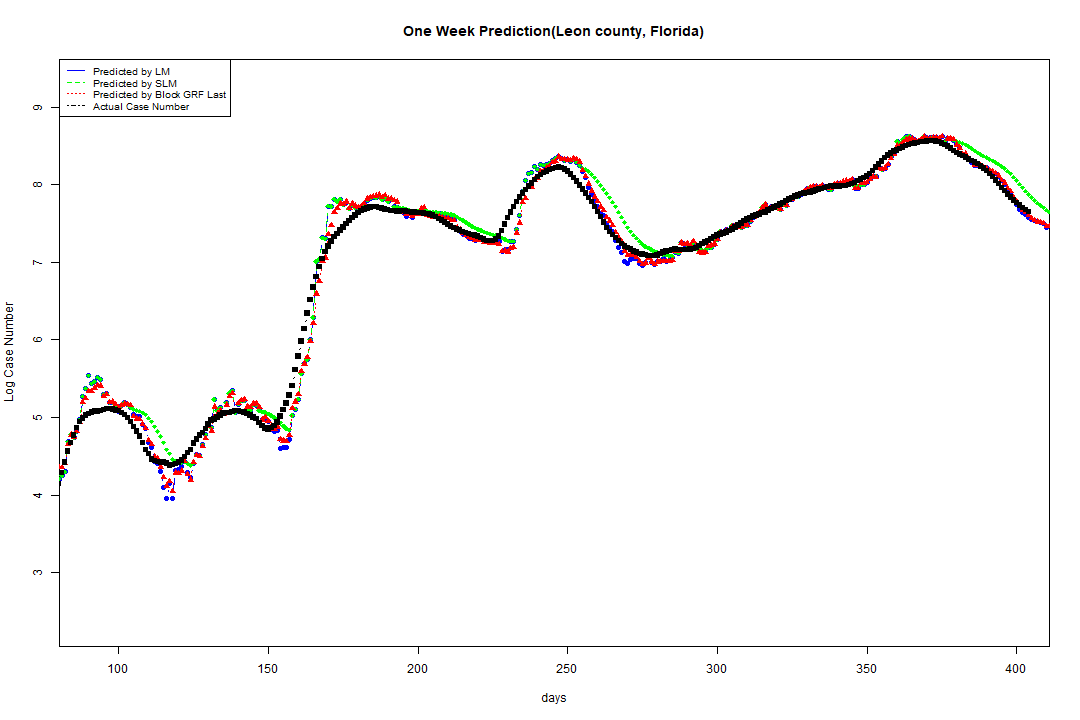 One Week Prediction(Leon county, Florida)
Predicted by LM
Predicted by SLM
Predicted by Block GRF Last
Actual Case Number
Log Case Number
9
8
7
6
5
4
3
100 150 200 250 300 350 400
days